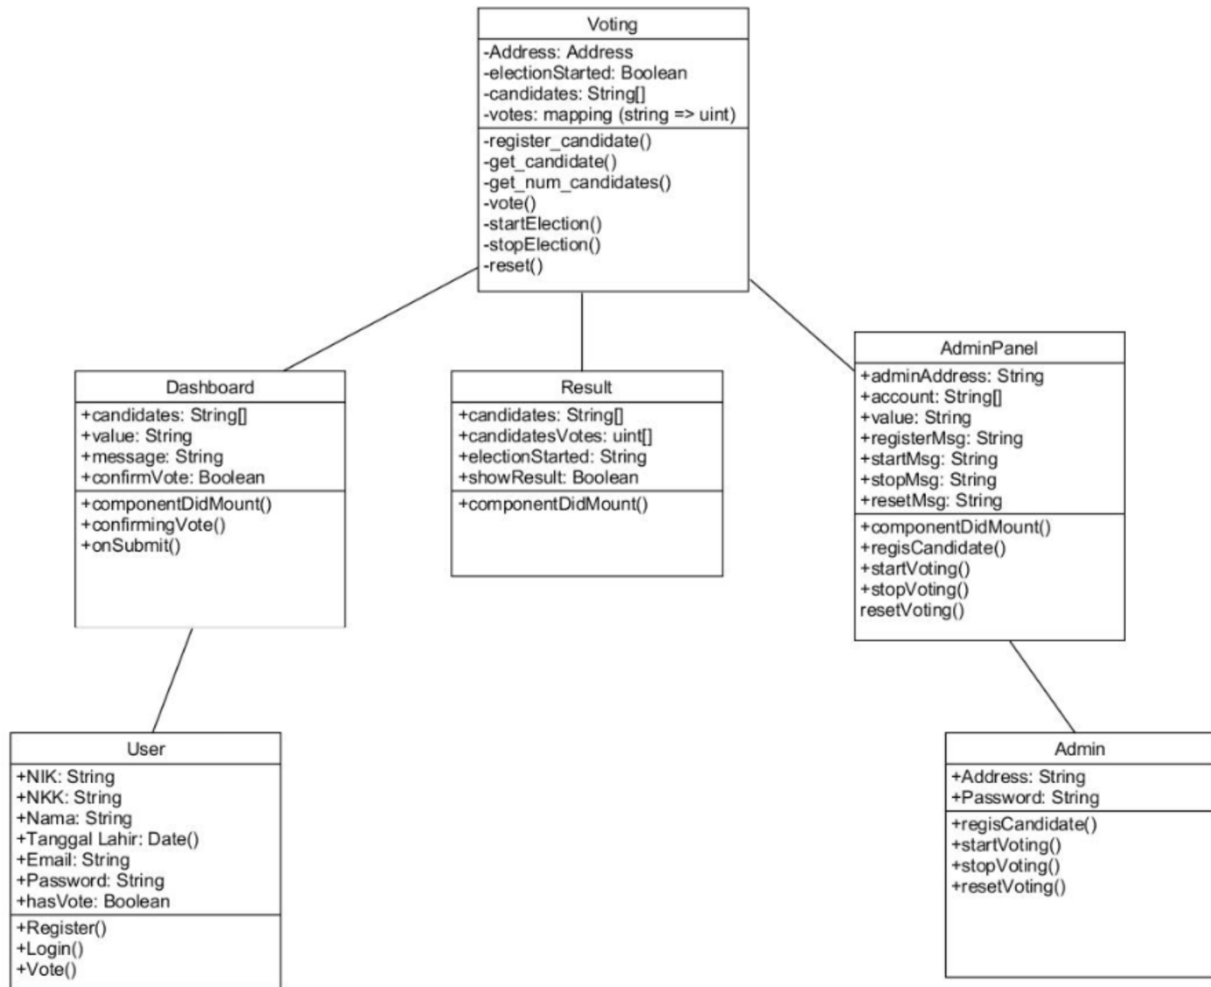 Voting
-Address: Address
-electionStarted: Boolean
-candidates: String[]
-votes: mapping (string => uint)
-register_candidate()
-get_candidate()
-get_num_candidates()
-vote()
-startElection()
-stopElection()
-reset()
Dashboard
+candidates: String[]
+value: String
+message: String
+confirmVote: Boolean
+componentDidMount()
+confirmingVote()
+onSubmit()
Result
+candidates: String[]
+candidatesVotes: uint[]
+electionStarted: String
+showResult: Boolean
+componentDidMount()
AdminPanel
+adminAddress: String
+account: String[]
+value: String
+registerMsg: String
+startMsg: String
+stopMsg: String
+resetMsg: String
+componentDidMount()
+regisCandidate()
+startVoting()
+stopVoting()
resetVoting()
User
+NIK: String
+NKK: String
+Nama: String
+Tanggal Lahir: Date()
+Email: String
+Password: String
+hasVote: Boolean
+Register()
+Login()
+Vote()
Admin
+Address: String
+Password: String
+regisCandidate()
+startVoting()
+stopVoting()
+resetVoting()